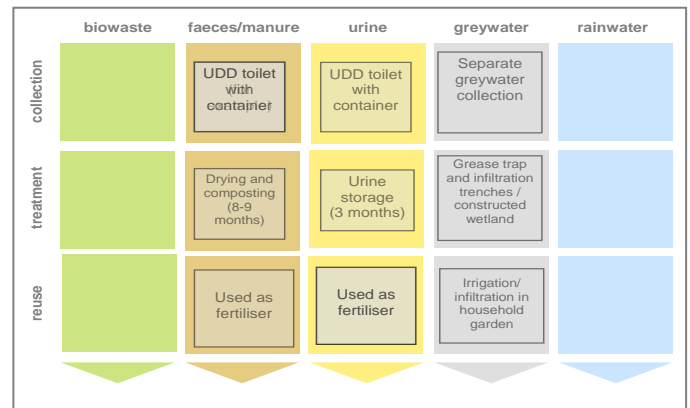 biowaste faeces/manure urine greywater rainwater
collection
UDD toilet
with
container
UDD toilet
with
container
Separate
greywater
collection
treatment
Drying and
composting
(8-9
months)
Urine
storage
(3 months)
Grease trap
and infiltration
trenches /
constructed
wetland
reuse
Used as
fertiliser
Used as
fertiliser
Irrigation/
infiltration in
household
garden